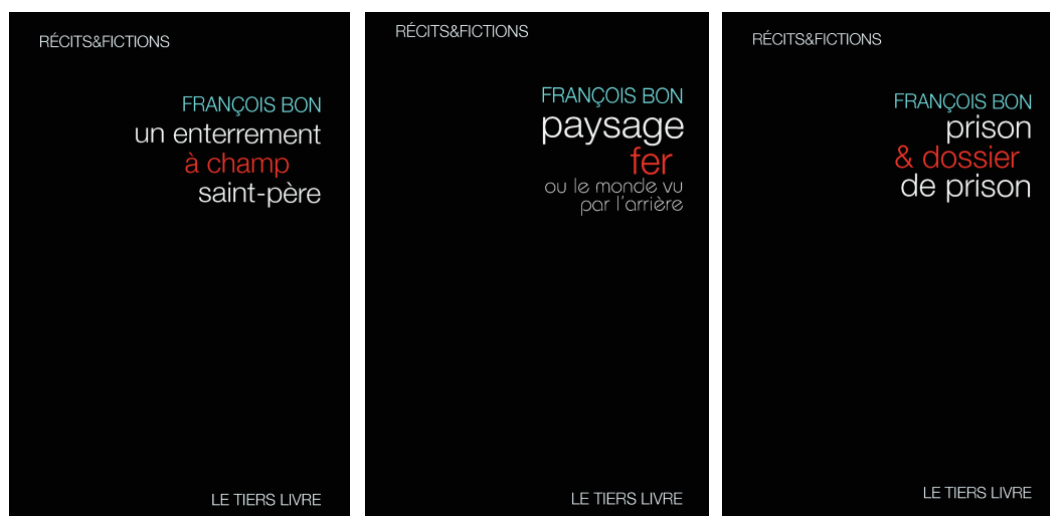 RÉCITS&FICTIONS
FRANÇOIS BON
un enterrement
à champ
saint-père
LE TIERS LIVRE
RÉCITS&FICTIONS
FRANÇOIS BON
paysage
fer
ou le monde vu
par l'arrière
LE TIERS LIVRE
RÉCITS&FICTIONS
FRANÇOIS BON
prison
& dossier
de prison
LE TIERS LIVRE